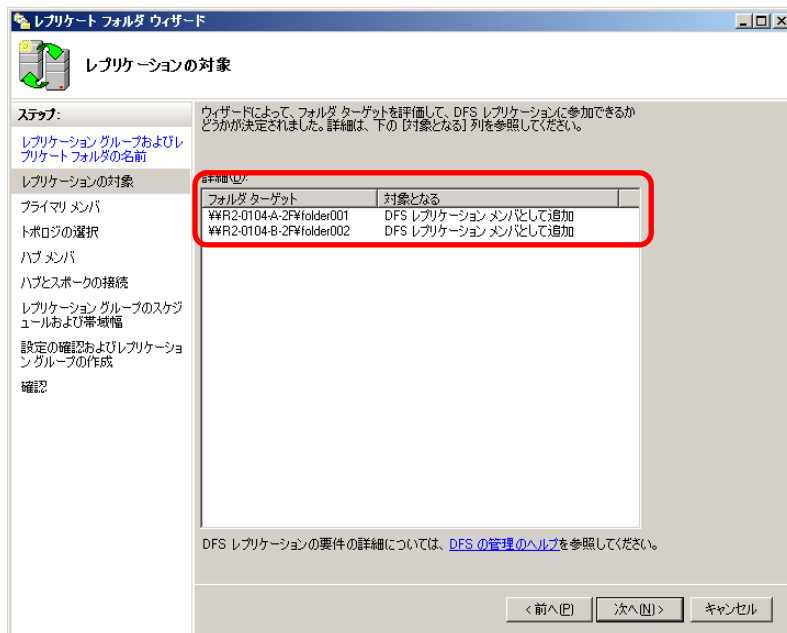 レプリケート フォルダ ウィザード
レプリケーションの対象
ステップ:
レプリケーション グループおよびレ
プリケート フォルダの名前
レプリケーションの対象
プライマリ メンバ
トポロジの選択
ハブ メンバ
ハブとスポークの接続
レプリケーション グループのスケジ
ュールおよび帯域幅
設定の確認およびレプリケーショ
ン グループの作成
確認
ウィザードによって、フォルダ ターゲットを評価して、DFS レプリケーションに参加できるか
どうかが決定されました。詳細は、下の [対象となる] 列を参照してください。
詳細(D):
フォルダ ターゲット 対象となる
¥¥R2-0104-A-2F¥folder001 DFS レプリケーション メンバとして追加
¥¥R2-0104-B-2F¥folder002 DFS レプリケーション メンバとして追加
DFS レプリケーションの要件の詳細については、DFS の管理のヘルプを参照してください。
<前へ(P) 次へ(N)> キャンセル